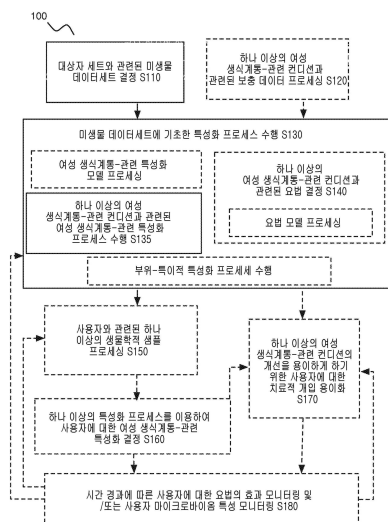 100
대상자 세트와 관련된 미생물
데이터세트 결정 S110
하나 이상의 여성
생식계통-관련 컨디션과
관련된 보충 데이터 프로세싱 S120
미생물 데이터세트에 기초한 특성화 프로세스 수행 S130
여성 생식계통-관련 특성화
모델 프로세싱
하나 이상의 여성
생식계통-관련 컨디션과 관련된
여성 생식계통-관련 특성화
프로세스 수행 S135
하나 이상의
여성 생식계통-관련 컨디션과
관련된 요법 결정 S140
요법 모델 프로세싱
부위-특이적 특성화 프로세세 수행
사용자와 관련된 하나
이상의 생물학적 샘플
프로세싱 S150
하나 이상의 특성화 프로세스를 이용하여
사용자에 대한 여성 생식계통-관련
특성화 결정 S160
하나 이상의 여성
생식계통-관련 컨디션의
개선을 용이하게 하기
위한 사용자에 대한
치료적 개입 용이화
S170
시간 경과에 따른 사용자에 대한 요법의 효과 모니터링 및
/또는 사용자 마이크로바이옴 특성 모니터링 S180